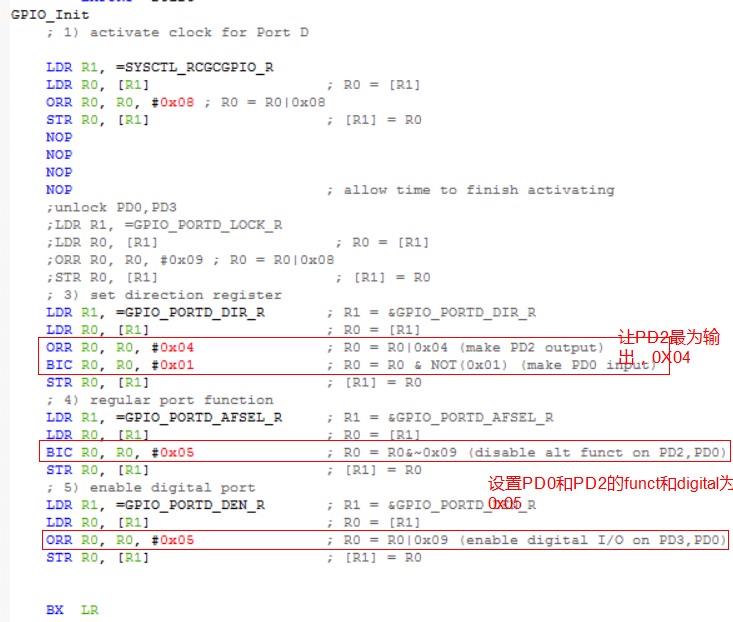 GPIO_Init
; 1) activate clock for Port D
LDR R1, =SYSCTL_RCGCGPIO_R
LDR R0, [R1] ; R0 = [R1]
ORR R0, R0, #0x08 ; R0 = R0|0x08
STR R0, [R1] ; [R1] = R0
NOP
NOP
NOP
NOP ; allow time to finish activating
;unlock PD0,PD3
;LDR R1, =GPIO_PORTD_LOCK_R
;LDR R0, [R1] ; R0 = [R1]
;ORR R0, R0, #0x09 ; R0 = R0|0x08
;STR R0, [R1] ; [R1] = R0
; 3) set direction register
LDR R1, =GPIO_PORTD_DIR_R ; R1 = &GPIO_PORTD_DIR_R
LDR R0, [R1] ; R0 = [R1]
ORR R0, R0, #0x04 ; R0 = R0|0x04 (make PD2 output)
BIC R0, R0, #0x01 ; R0 = R0 & NOT(0x01) (make PD0 input)
让PD2最为输
出，0X04
STR R0, [R1] ; [R1] = R0
; 4) regular port function
LDR R1, =GPIO_PORTD_AFSEL_R ; R1 = &GPIO_PORTD_AFSEL_R
LDR R0, [R1] ; R0 = [R1]
BIC R0, R0, #0x05 ; R0 = R0&~0x09 (disable alt funct on PD2,PD0)
STR R0, [R1] ; [R1] = R0
; 5) enable digital port
设置PD0和PD2的funct和digital为
0x05
LDR R1, =GPIO_PORTD_DEN_R ; R1 = &GPIO_PORTD_DEN_R
LDR R0, [R1] ; R0 = [R1]
ORR R0, R0, #0x05 ; R0 = R0|0x09 (enable digital I/O on PD3,PD0)
STR R0, [R1] ; [R1] = R0
BX LR